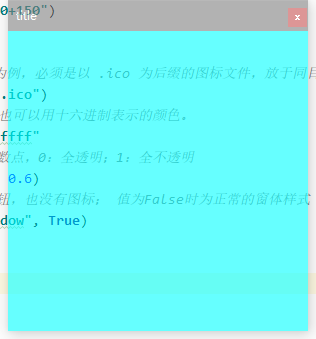 0+150")
title
x
为例，必须是以 .ico 为后缀的图标文件，放于同目
.ico")
也可以用十六进制表示的颜色。
ffff"
数点，0：全透明；1：全不透明
0.6)
钮，也没有图标； 值为False时为正常的窗体样式
dow", True)